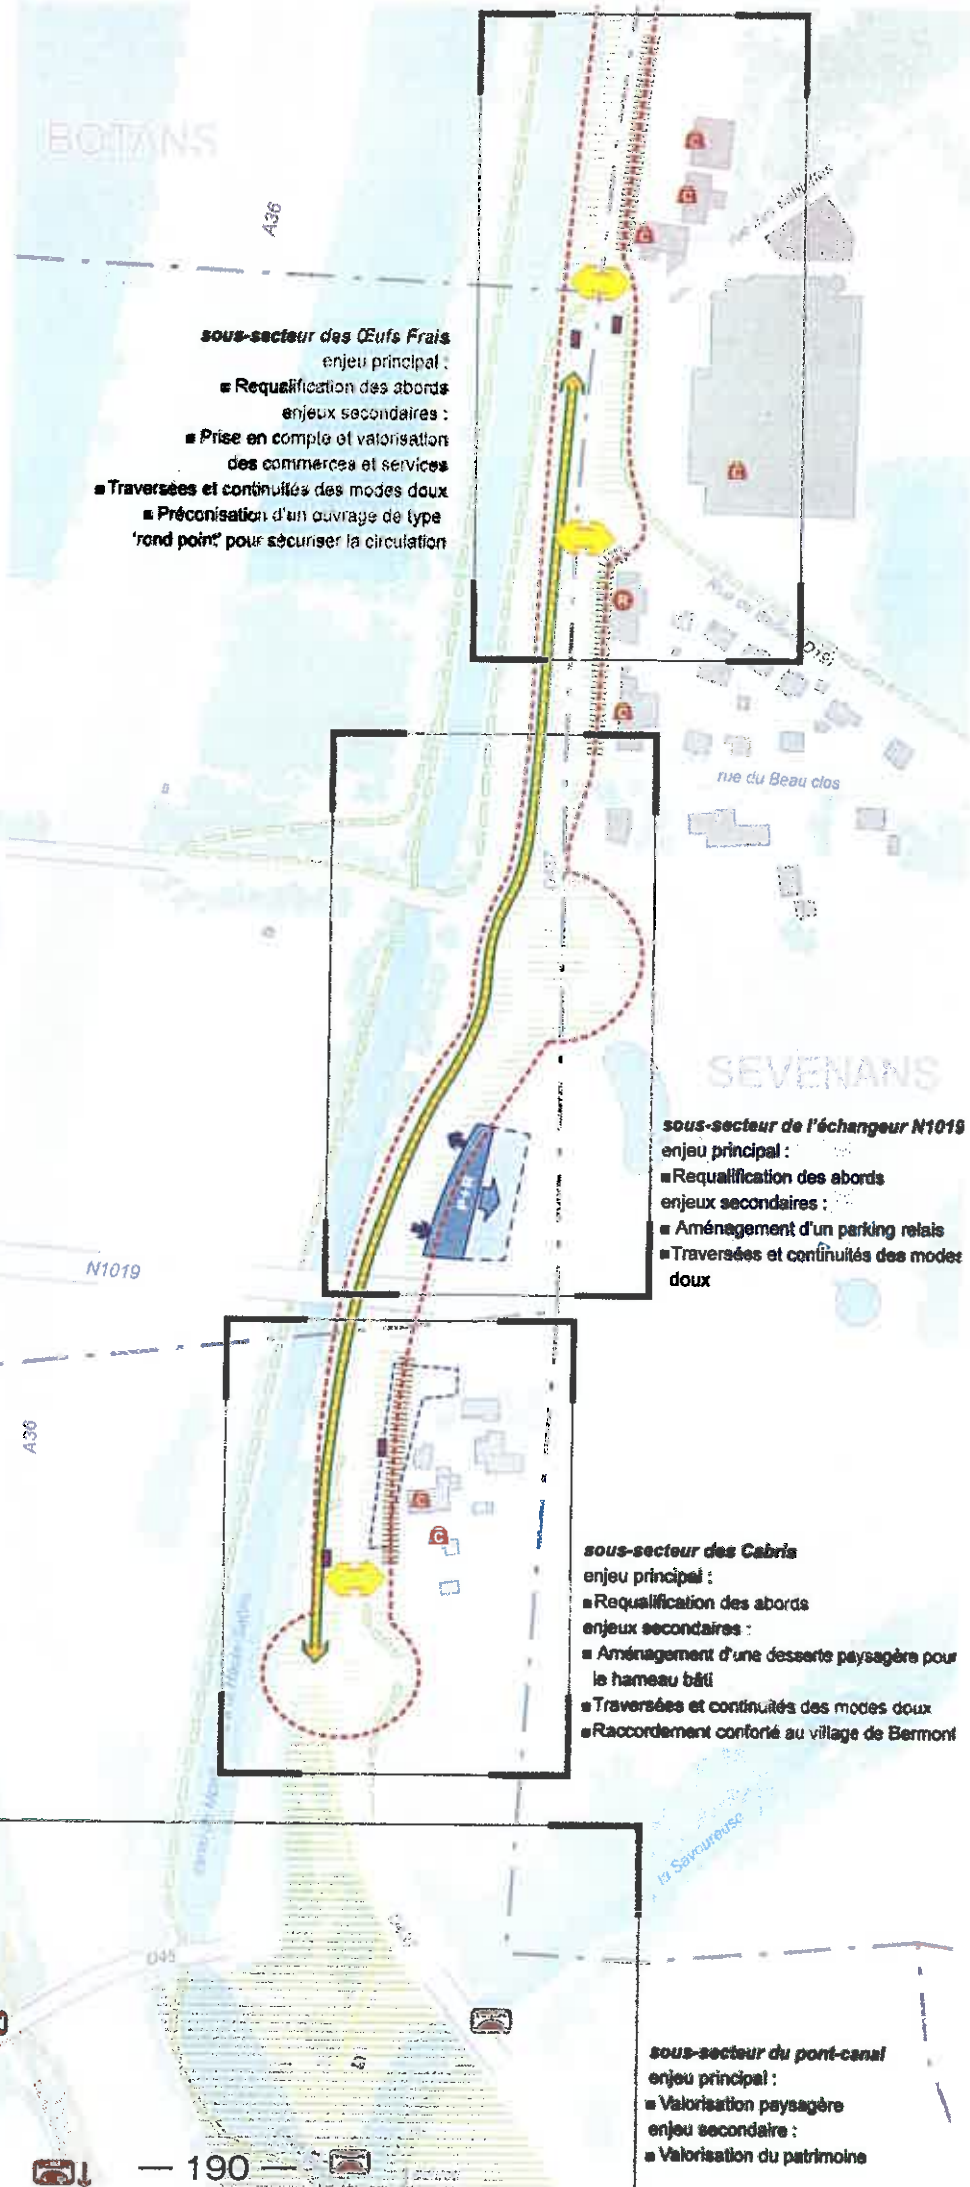 BOTANS
A36
sous-secteur des Œufs Frais
enjeu principal :
■ Requalification des abords
enjeux secondaires :
■ Prise en compte et valorisation
des commerces et services
■ Traversées et continuités des modes doux
■ Préconisation d'un ouvrage de type
'rond point' pour sécuriser la circulation
C
C
C
C
R
C
D19
rue du Beau clos
SEVENANS
sous-secteur de l'échangeur N1019
enjeu principal :
■ Requalification des abords
enjeux secondaires :
■ Aménagement d'un parking relais
■ Traversées et continuités des modes
doux
P+R
N1019
A36
C
C
sous-secteur des Cabris
enjeu principal :
■ Requalification des abords
enjeux secondaires :
■ Aménagement d'une desserte paysagère pour
le hameau bâti
■ Traversées et continuités des modes doux
■ Raccordement conforté au village de Bermont
la Savoureuse
D45
sous-secteur du pont-canal
enjeu principal :
■ Valorisation paysagère
enjeu secondaire :
■ Valorisation du patrimoine
— 190 —